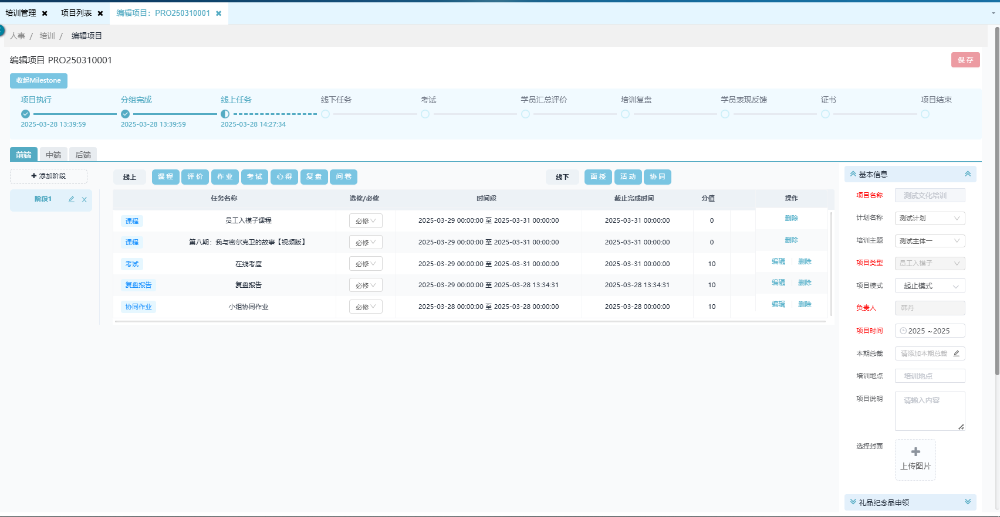 培训管理 ✖ 项目列表 ✖ 编辑项目：PRO250310001 ✖
人事 / 培训 / 编辑项目
编辑项目 PRO250310001 保存
收起Milestone
项目执行 分组完成 线上任务 线下任务 考试 学员汇总评价 培训复盘 学员表现反馈 证书 项目结束
2025-03-28 13:39:59 2025-03-28 13:39:59 2025-03-28 14:27:34
前端 中端 后端
添加阶段
阶段1
线上 课程 评价 作业 考试 心得 复盘 问卷 线下 面授 活动 协同
任务名称 选修/必修 时间段 截止完成时间 分值 操作
课程 员工入模子课程 必修 2025-03-29 00:00:00 至 2025-03-31 00:00:00 2025-03-31 00:00:00 0 删除
课程 第八期：我与密尔克卫的故事【视频版】 必修 2025-03-29 00:00:00 至 2025-03-31 00:00:00 2025-03-31 00:00:00 0 删除
考试 在线考度 必修 2025-03-29 00:00:00 至 2025-03-31 00:00:00 2025-03-31 00:00:00 10 编辑 删除
复盘报告 复盘报告 必修 2025-03-29 00:00:00 至 2025-03-28 13:34:31 2025-03-28 13:34:31 10 编辑 删除
协同作业 小组协同作业 必修 2025-03-28 00:00:00 至 2025-03-28 00:00:00 2025-03-28 00:00:00 10 编辑 删除
基本信息
项目名称 测试文化培训
计划名称 测试计划
培训主题 测试主体一
项目类型 员工入模子
项目模式 起止模式
负责人 韩丹
项目时间 2025 ~2025
本期总裁 请添加本期总裁
培训地点 培训地点
项目说明 请输入内容
选择封面 上传图片
礼品纪念品申领